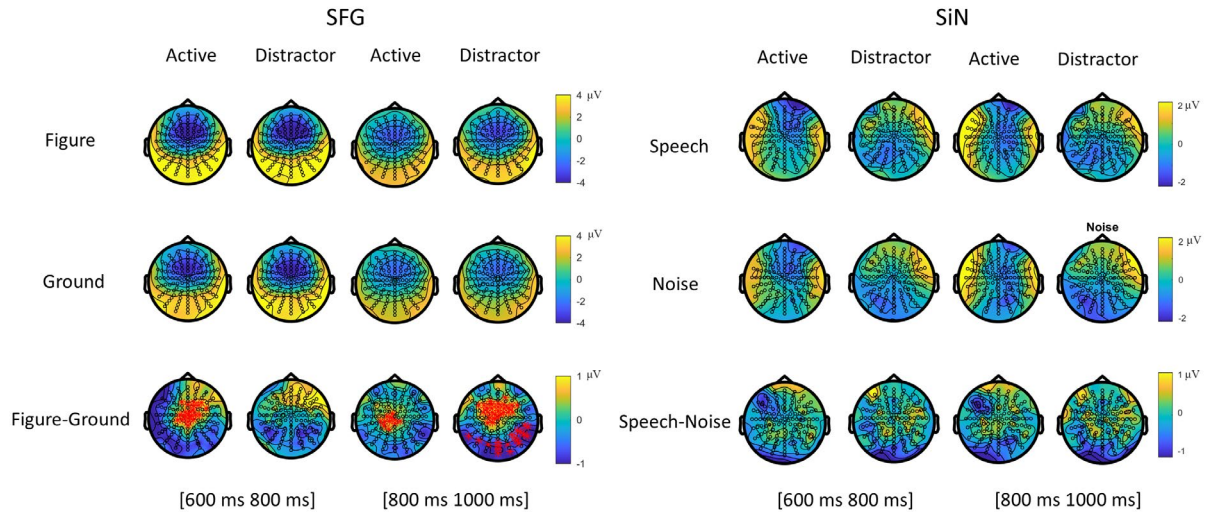 SFG
SiN
Active Distractor Active Distractor
Active Distractor Active Distractor
Figure
4 μV
2
0
-2
-4
Speech
2 μV
0
-2
Ground
4 μV
2
0
-2
-4
Noise
Noise
2 μV
0
-2
Figure-Ground
1 μV
0
-1
Speech-Noise
1 μV
0
-1
[600 ms 800 ms] [800 ms 1000 ms]
[600 ms 800 ms] [800 ms 1000 ms]